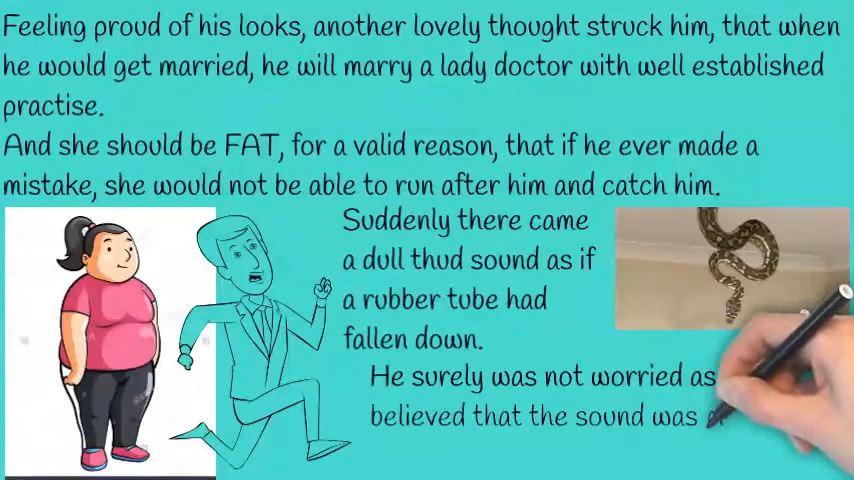 Feeling proud of his looks, another lovely thought struck him, that when
he would get married, he will marry a lady doctor with well established
practise.
And she should be FAT, for a valid reason, that if he ever made a
mistake, she would not be able to run after him and catch him.
Suddenly there came
a dull thud sound as if
a rubber tube had
fallen down.
He surely was not worried as
believed that the sound was